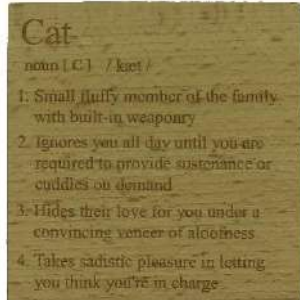 Cat-
noun [ C ] / kæt /
1. Small fluffy member of the family
with built-in weaponry
2. Ignores you all day until you are
required to provide sustenance or
cuddles on demand
3. Hides their love for you under a
convincing veneer of aloofness
4. Takes sadistic pleasure in letting
you think you're in charge